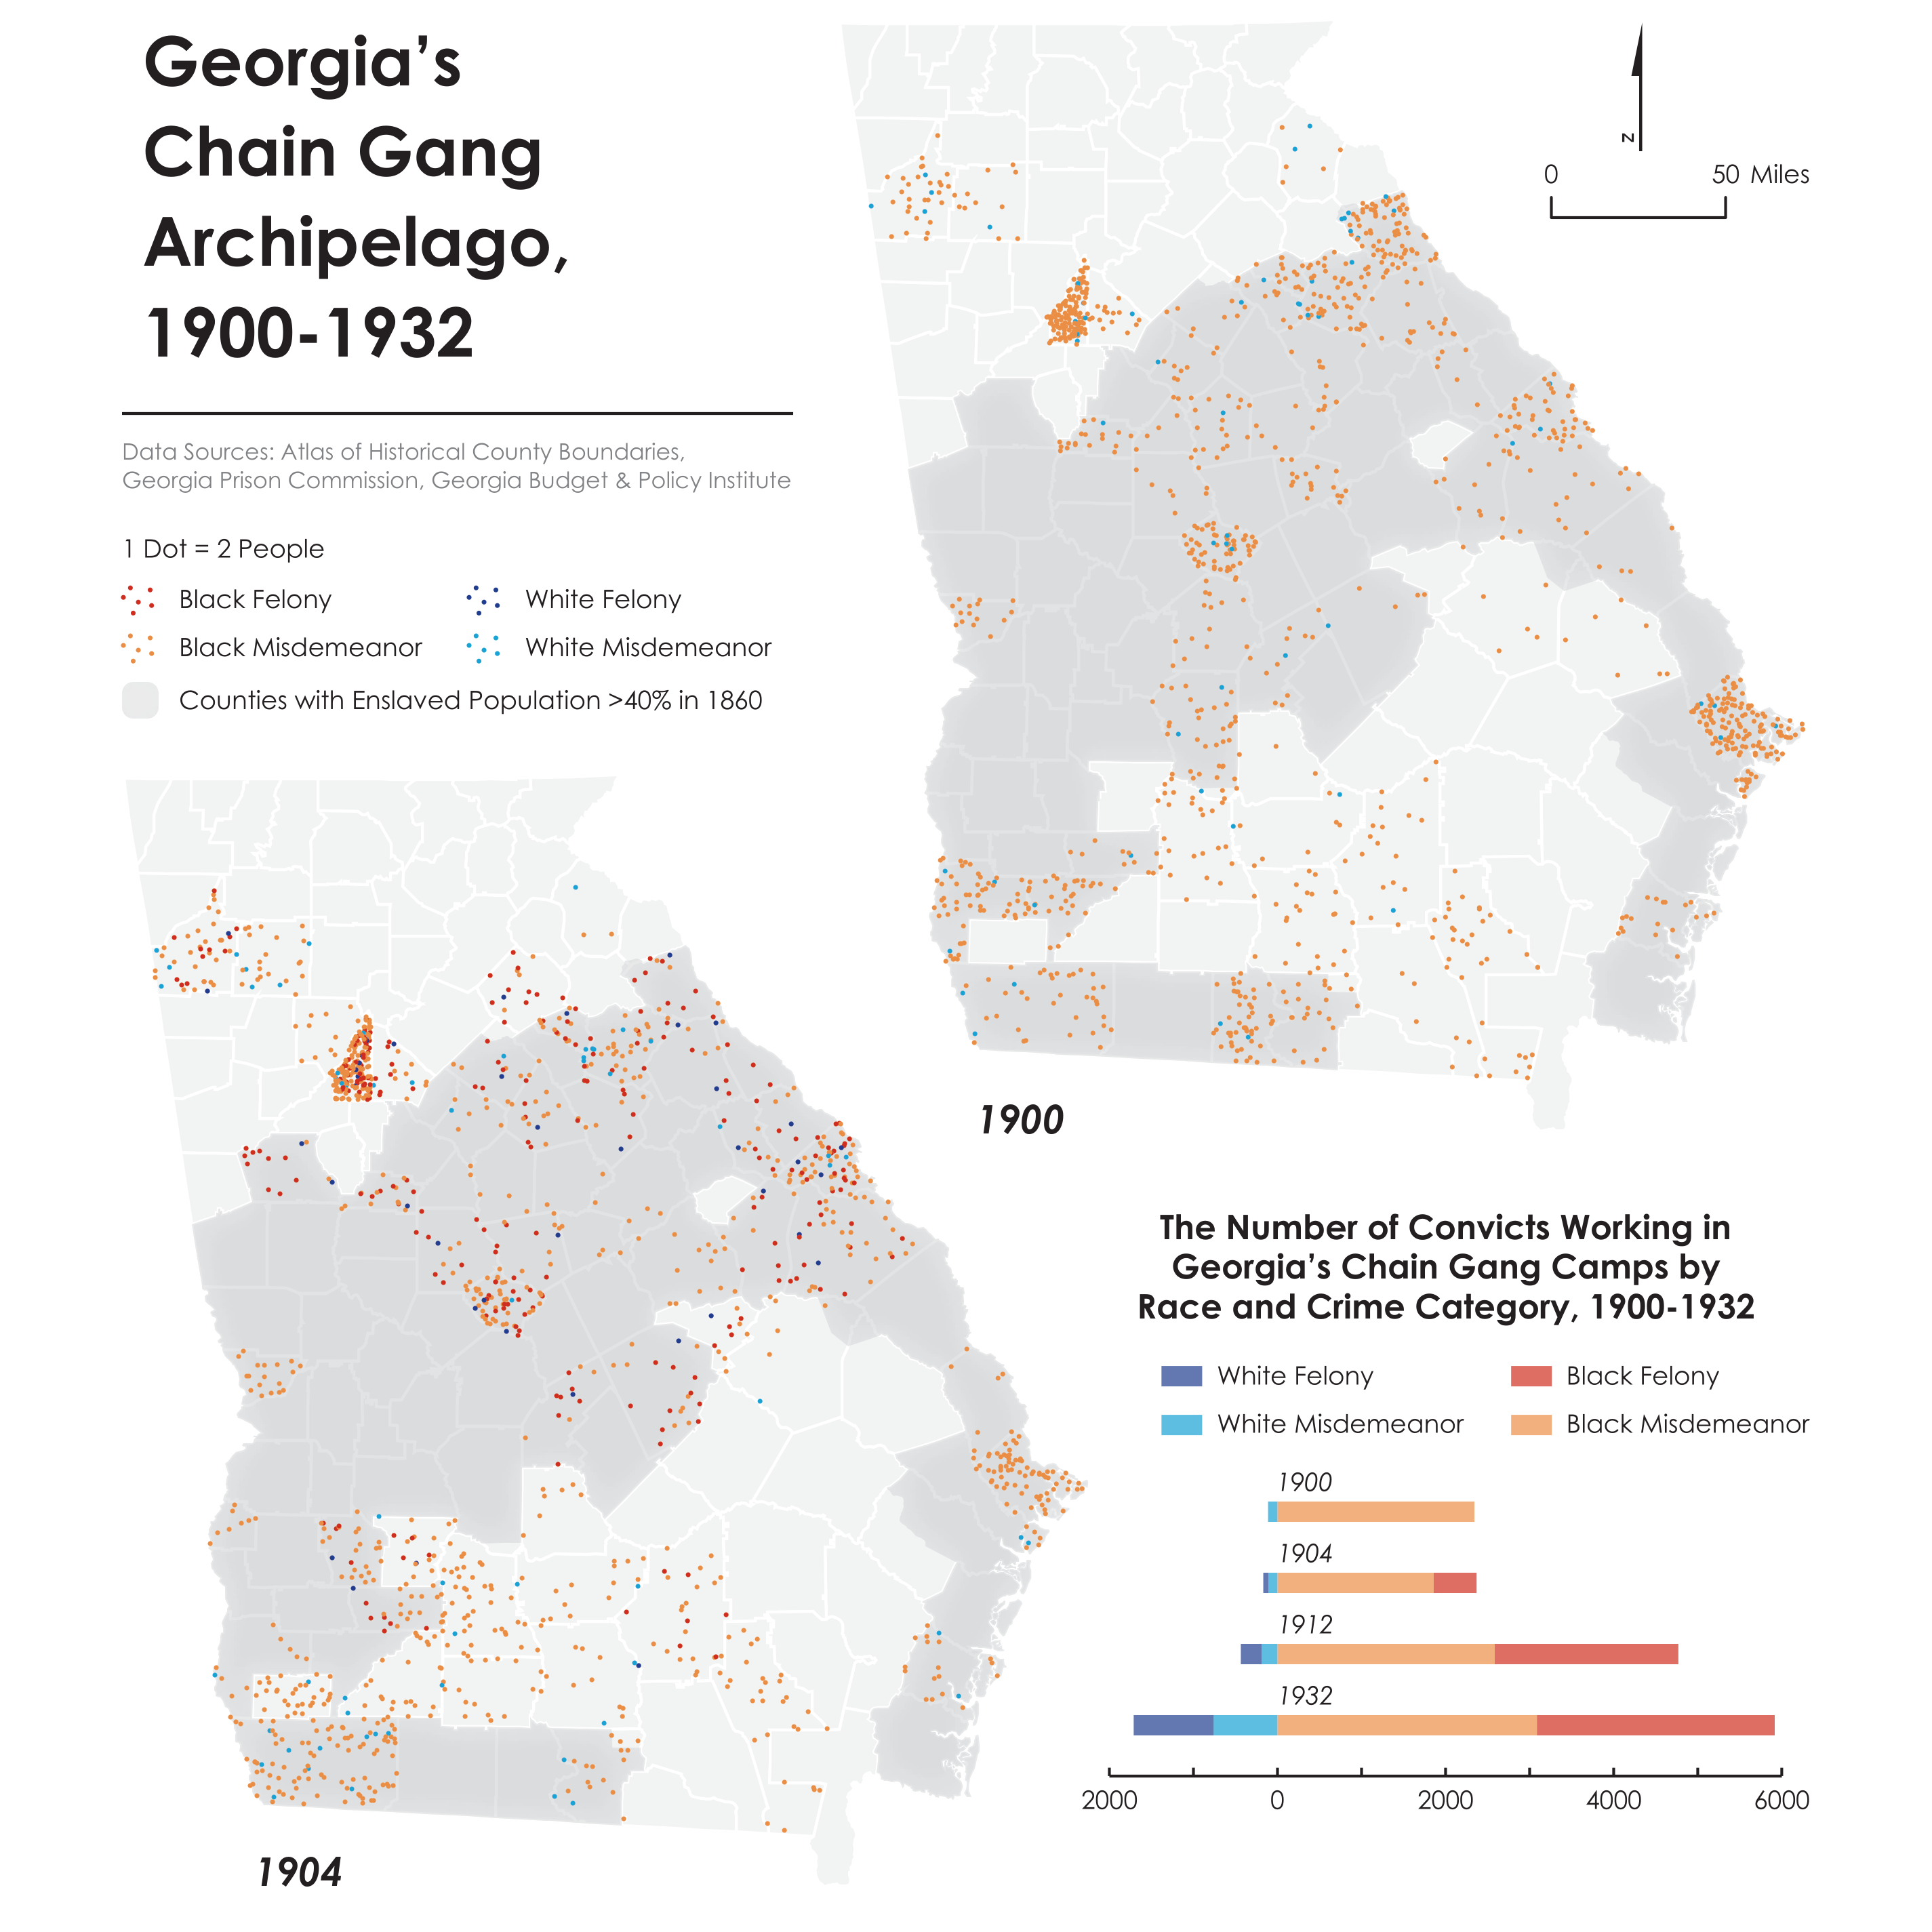 Georgia's
Chain Gang
Archipelago,
1900-1932
Data Sources: Atlas of Historical County Boundaries,
Georgia Prison Commission, Georgia Budget & Policy Institute
1 Dot = 2 People
Black Felony
White Felony
Black Misdemeanor
White Misdemeanor
Counties with Enslaved Population >40% in 1860
N
0 50 Miles
1900
1904
The Number of Convicts Working in
Georgia's Chain Gang Camps by
Race and Crime Category, 1900-1932
White Felony
Black Felony
White Misdemeanor
Black Misdemeanor
1900
1904
1912
1932
2000 0 2000 4000 6000